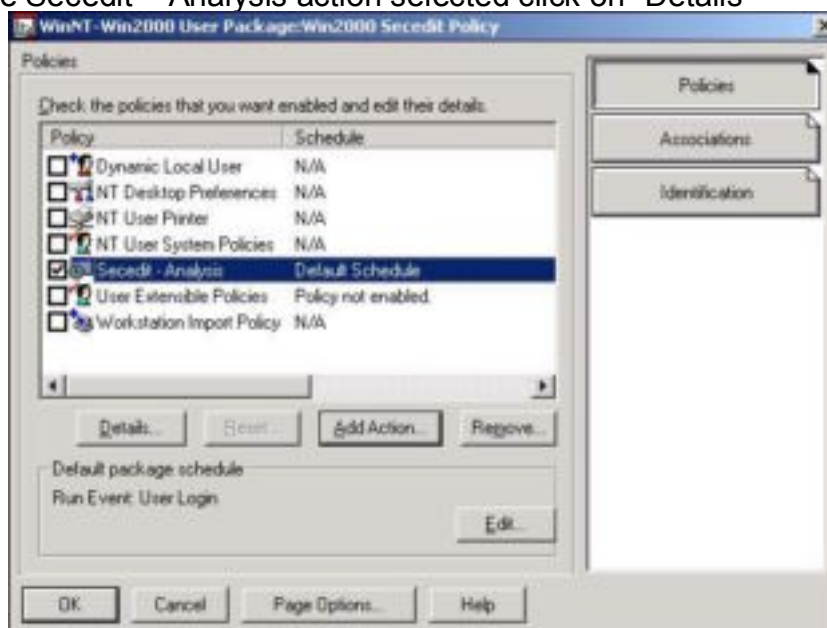 e Secedit – Analysis action selected click on "Details"
WinNT-Win2000 User Package:Win2000 Secedit Policy
Policies
Check the policies that you want enabled and edit their details.
Policy Schedule
Dynamic Local User N/A
NT Desktop Preferences N/A
NT User Printer N/A
NT User System Policies N/A
Secedit - Analysis Default Schedule
User Extensible Policies Policy not enabled.
Workstation Import Policy N/A
Details... Reset... Add Action... Remove...
Default package schedule
Run Event: User Login
Edit...
OK Cancel Page Options... Help
Policies
Associations
Identification